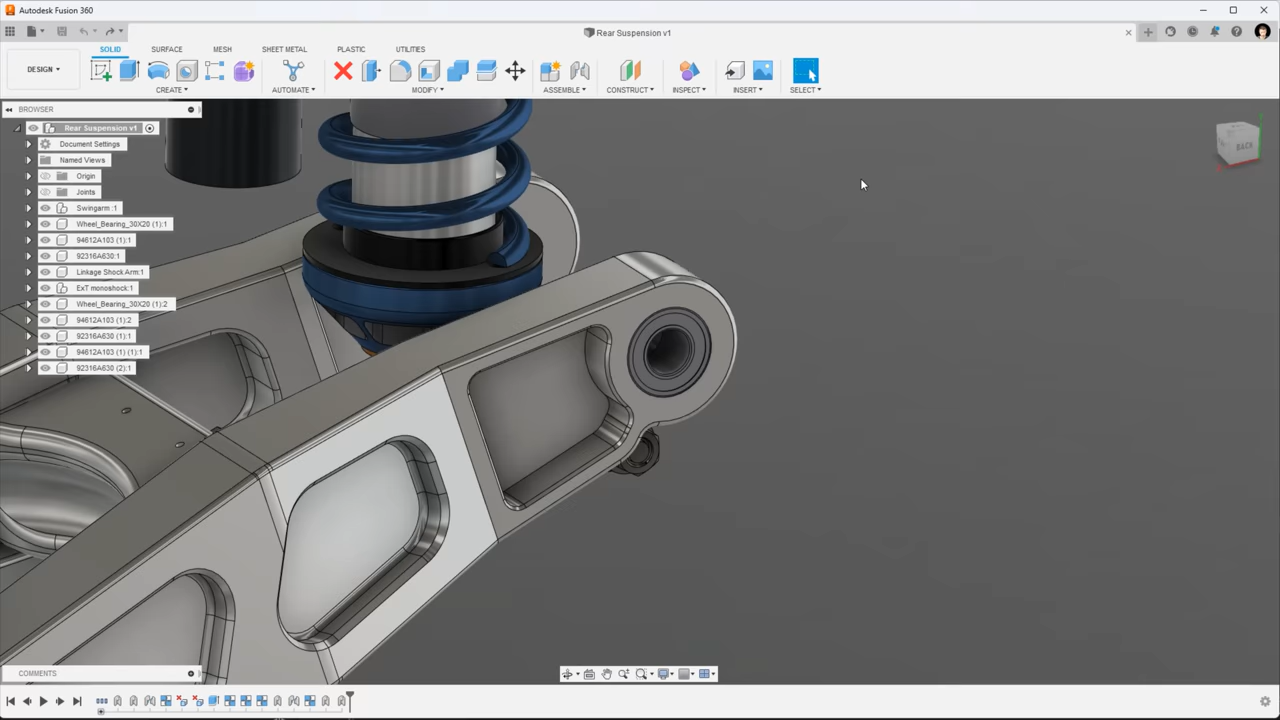 Autodesk Fusion 360
Rear Suspension v1
SOLID SURFACE MESH SHEET METAL PLASTIC UTILITIES
DESIGN
CREATE AUTOMATE MODIFY ASSEMBLE CONSTRUCT INSPECT INSERT SELECT
BROWSER
Rear Suspension v1
Document Settings
Named Views
Origin
Joints
Swingarm :1
Wheel_Bearing_30X20 (1):1
94612A103 (1):1
92316A630:1
Linkage Shock Arm:1
ExT monoshock:1
Wheel_Bearing_30X20 (1):2
94612A103 (1):2
92316A630 (1):1
94612A103 (1) (1):1
92316A630 (2):1
BACK
COMMENTS